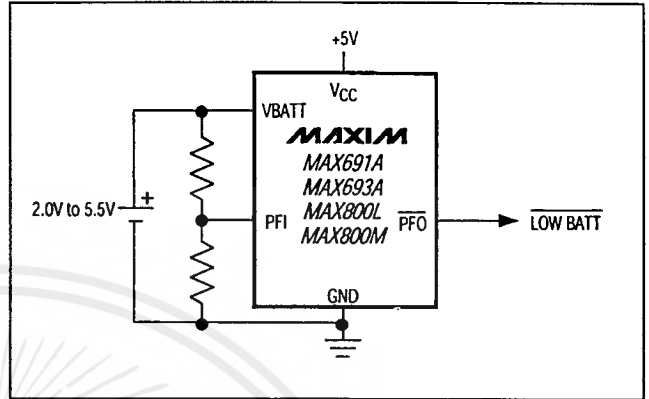 +5V
VCC
VBATT
MAXIM
MAX691A
MAX693A
MAX800L
MAX800M
2.0V to 5.5V
+
PFI
PFO
LOW BATT
GND